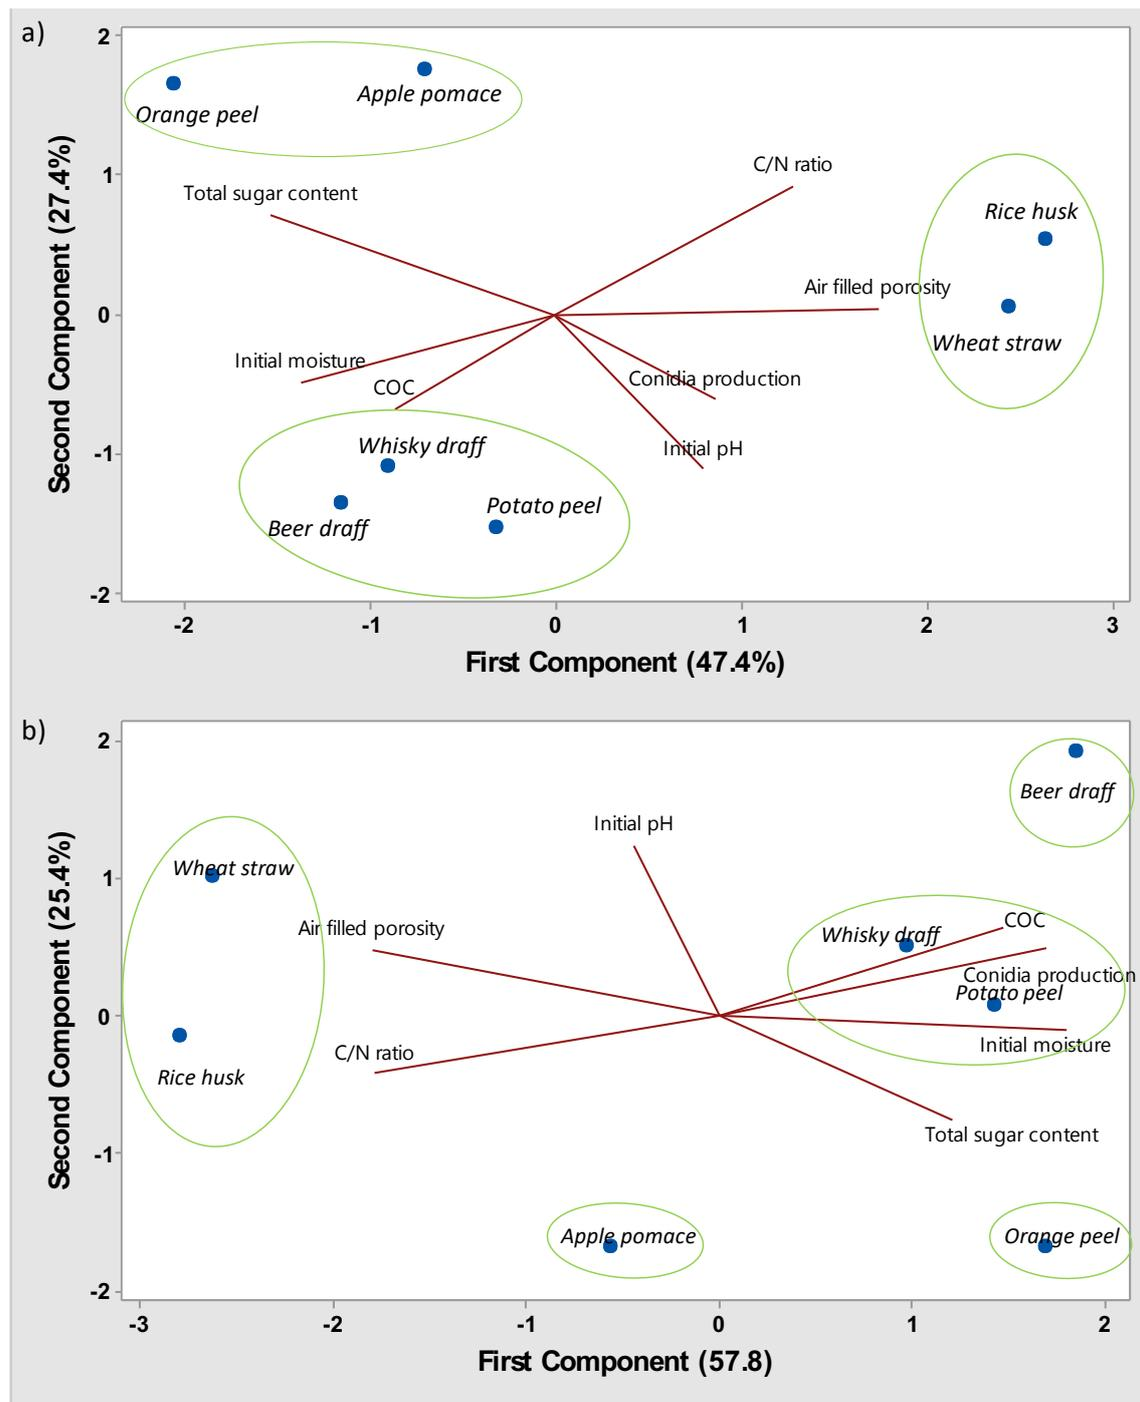 a)
2
Orange peel
Apple pomace
1
C/N ratio
Total sugar content
Rice husk
Second Component (27.4%)
Air filled porosity
0
Wheat straw
Initial moisture
COC
Conidia production
-1
Whisky draff
Initial pH
Potato peel
Beer draff
-2
-2 -1 0 1 2 3
First Component (47.4%)
b)
2
Beer draff
Initial pH
1
Wheat straw
Air filled porosity
Whisky draff
COC
Second Component (25.4%)
Conidia production
Potato peel
0
Initial moisture
C/N ratio
Rice husk
Total sugar content
-1
Apple pomace
Orange peel
-2
-3 -2 -1 0 1 2
First Component (57.8)